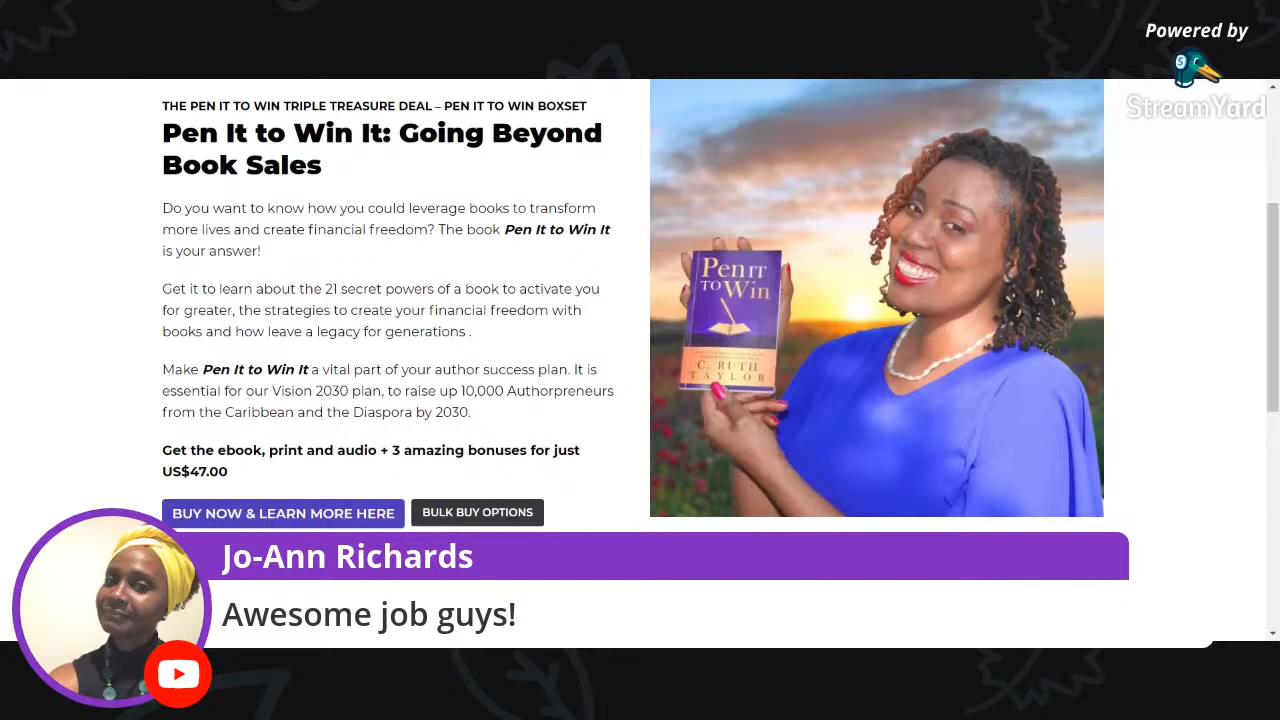 Powered by
StreamYard
THE PEN IT TO WIN TRIPLE TREASURE DEAL – PEN IT TO WIN BOXSET
Pen It to Win It: Going Beyond
Book Sales
Do you want to know how you could leverage books to transform
more lives and create financial freedom? The book Pen It to Win It
is your answer!
Get it to learn about the 21 secret powers of a book to activate you
for greater, the strategies to create your financial freedom with
books and how leave a legacy for generations .
Make Pen It to Win It a vital part of your author success plan. It is
essential for our Vision 2030 plan, to raise up 10,000 Authorpreneurs
from the Caribbean and the Diaspora by 2030.
Get the ebook, print and audio + 3 amazing bonuses for just
US$47.00
BUY NOW & LEARN MORE HERE
BULK BUY OPTIONS
Pen IT
TO Win
C. RUTH
TAYLOR
Jo-Ann Richards
Awesome job guys!